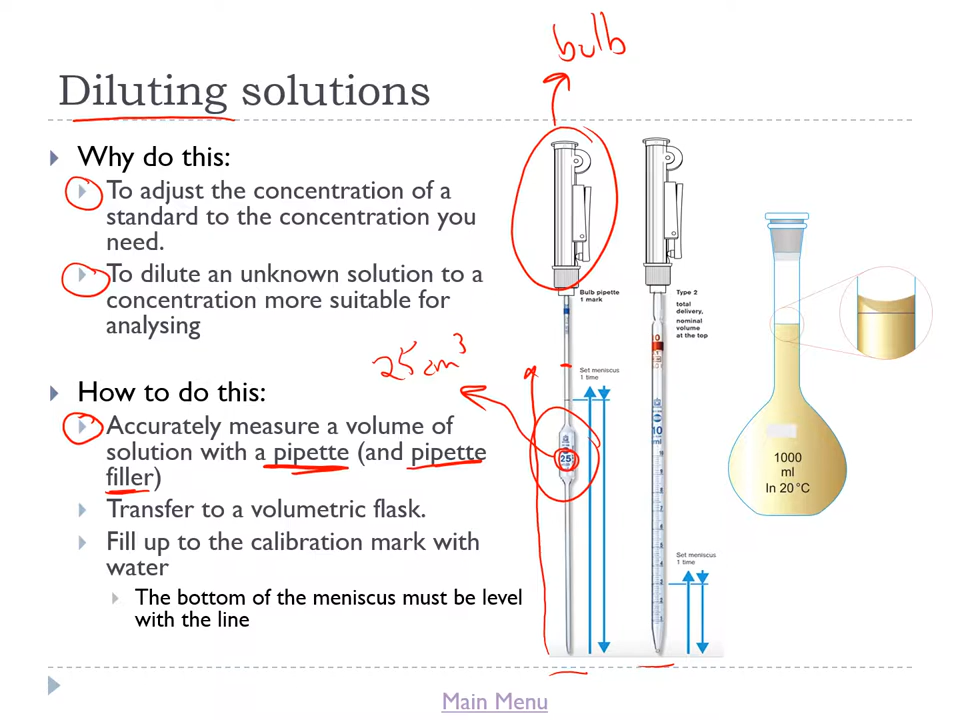 bulb
Diluting solutions
Why do this:
To adjust the concentration of a
standard to the concentration you
need.
To dilute an unknown solution to a
concentration more suitable for
analysing
25cm³
How to do this:
Accurately measure a volume of
solution with a pipette (and pipette
filler)
Transfer to a volumetric flask.
Fill up to the calibration mark with
water
The bottom of the meniscus must be level
with the line
Bulb pipette
1 mark
Type 2
total
delivery,
nominal
volume
at the top
Set meniscus
1 time
25
0
10
ml
Set meniscus
1 time
1000
ml
In 20°C
Main Menu